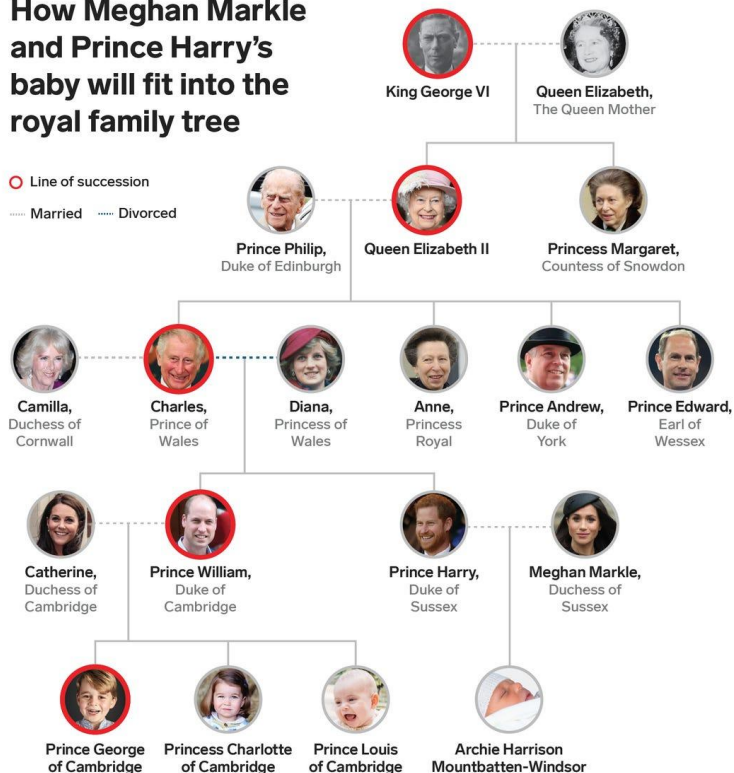 How Meghan Markle
and Prince Harry's
baby will fit into the
royal family tree
Line of succession
Married
Divorced
King George VI
Queen Elizabeth,
The Queen Mother
Prince Philip,
Duke of Edinburgh
Queen Elizabeth II
Princess Margaret,
Countess of Snowdon
Camilla,
Duchess of
Cornwall
Charles,
Prince of
Wales
Diana,
Princess of
Wales
Anne,
Princess
Royal
Prince Andrew,
Duke of
York
Prince Edward,
Earl of
Wessex
Catherine,
Duchess of
Cambridge
Prince William,
Duke of
Cambridge
Prince Harry,
Duke of
Sussex
Meghan Markle,
Duchess of
Sussex
Prince George
of Cambridge
Princess Charlotte
of Cambridge
Prince Louis
of Cambridge
Archie Harrison
Mountbatten-Windsor